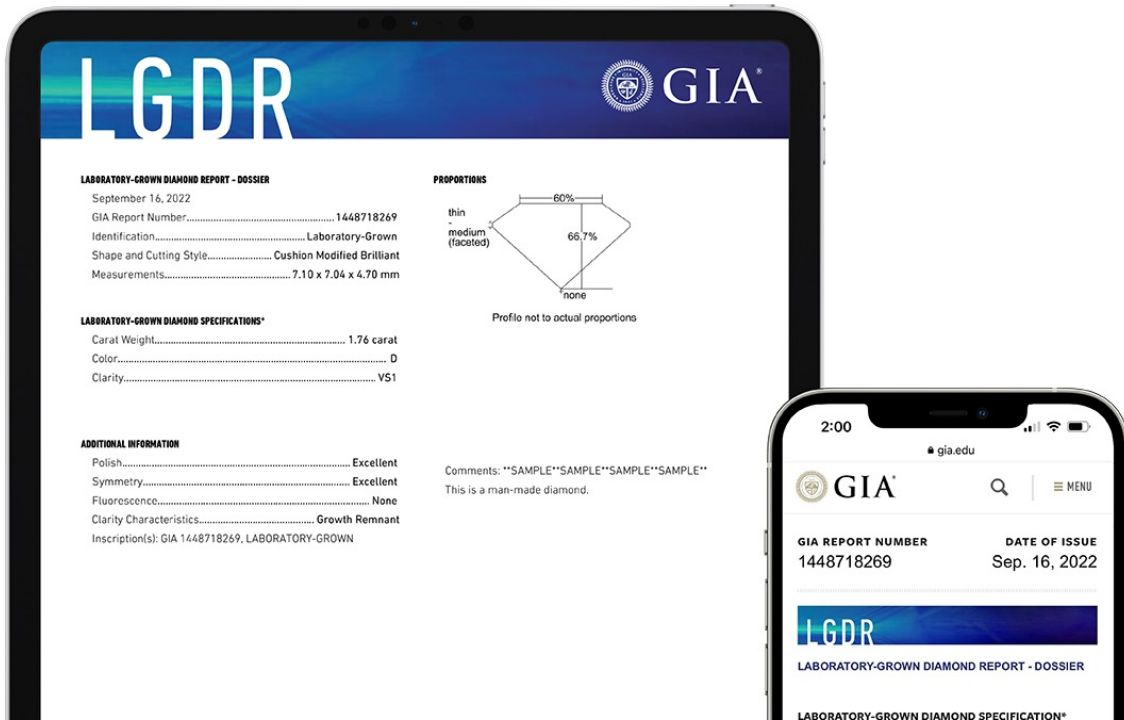 LGDR
GIA®
LABORATORY-GROWN DIAMOND REPORT - DOSSIER
September 16, 2022
GIA Report Number 1448718269
Identification Laboratory-Grown
Shape and Cutting Style Cushion Modified Brilliant
Measurements 7.10 x 7.04 x 4.70 mm
LABORATORY-GROWN DIAMOND SPECIFICATIONS*
Carat Weight 1.76 carat
Color D
Clarity VS1
ADDITIONAL INFORMATION
Polish Excellent
Symmetry Excellent
Fluorescence None
Clarity Characteristics Growth Remnant
Inscription(s): GIA 1448718269, LABORATORY-GROWN
PROPORTIONS
60%
thin
-
medium
(faceted)
66.7%
none
Profile not to actual proportions
Comments: **SAMPLE**SAMPLE**SAMPLE**SAMPLE**
This is a man-made diamond.
2:00
gia.edu
GIA
MENU
GIA REPORT NUMBER
1448718269
DATE OF ISSUE
Sep. 16, 2022
LGDR
LABORATORY-GROWN DIAMOND REPORT - DOSSIER
LABORATORY-GROWN DIAMOND SPECIFICATION*